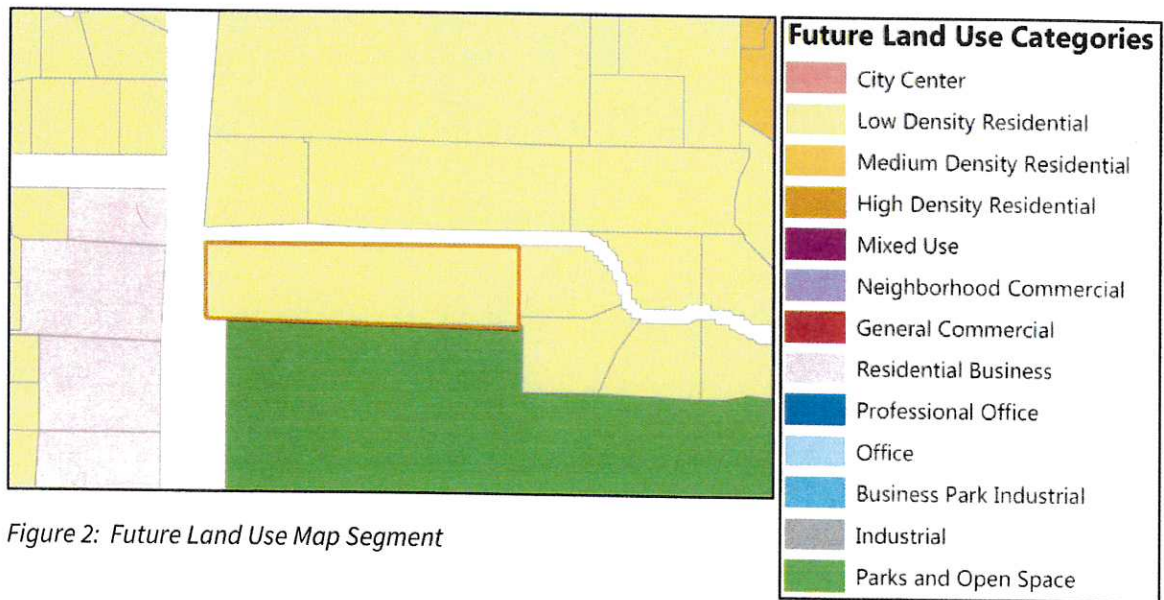 Future Land Use Categories
City Center
Low Density Residential
Medium Density Residential
High Density Residential
Mixed Use
Neighborhood Commercial
General Commercial
Residential Business
Professional Office
Office
Business Park Industrial
Industrial
Parks and Open Space
Figure 2: Future Land Use Map Segment